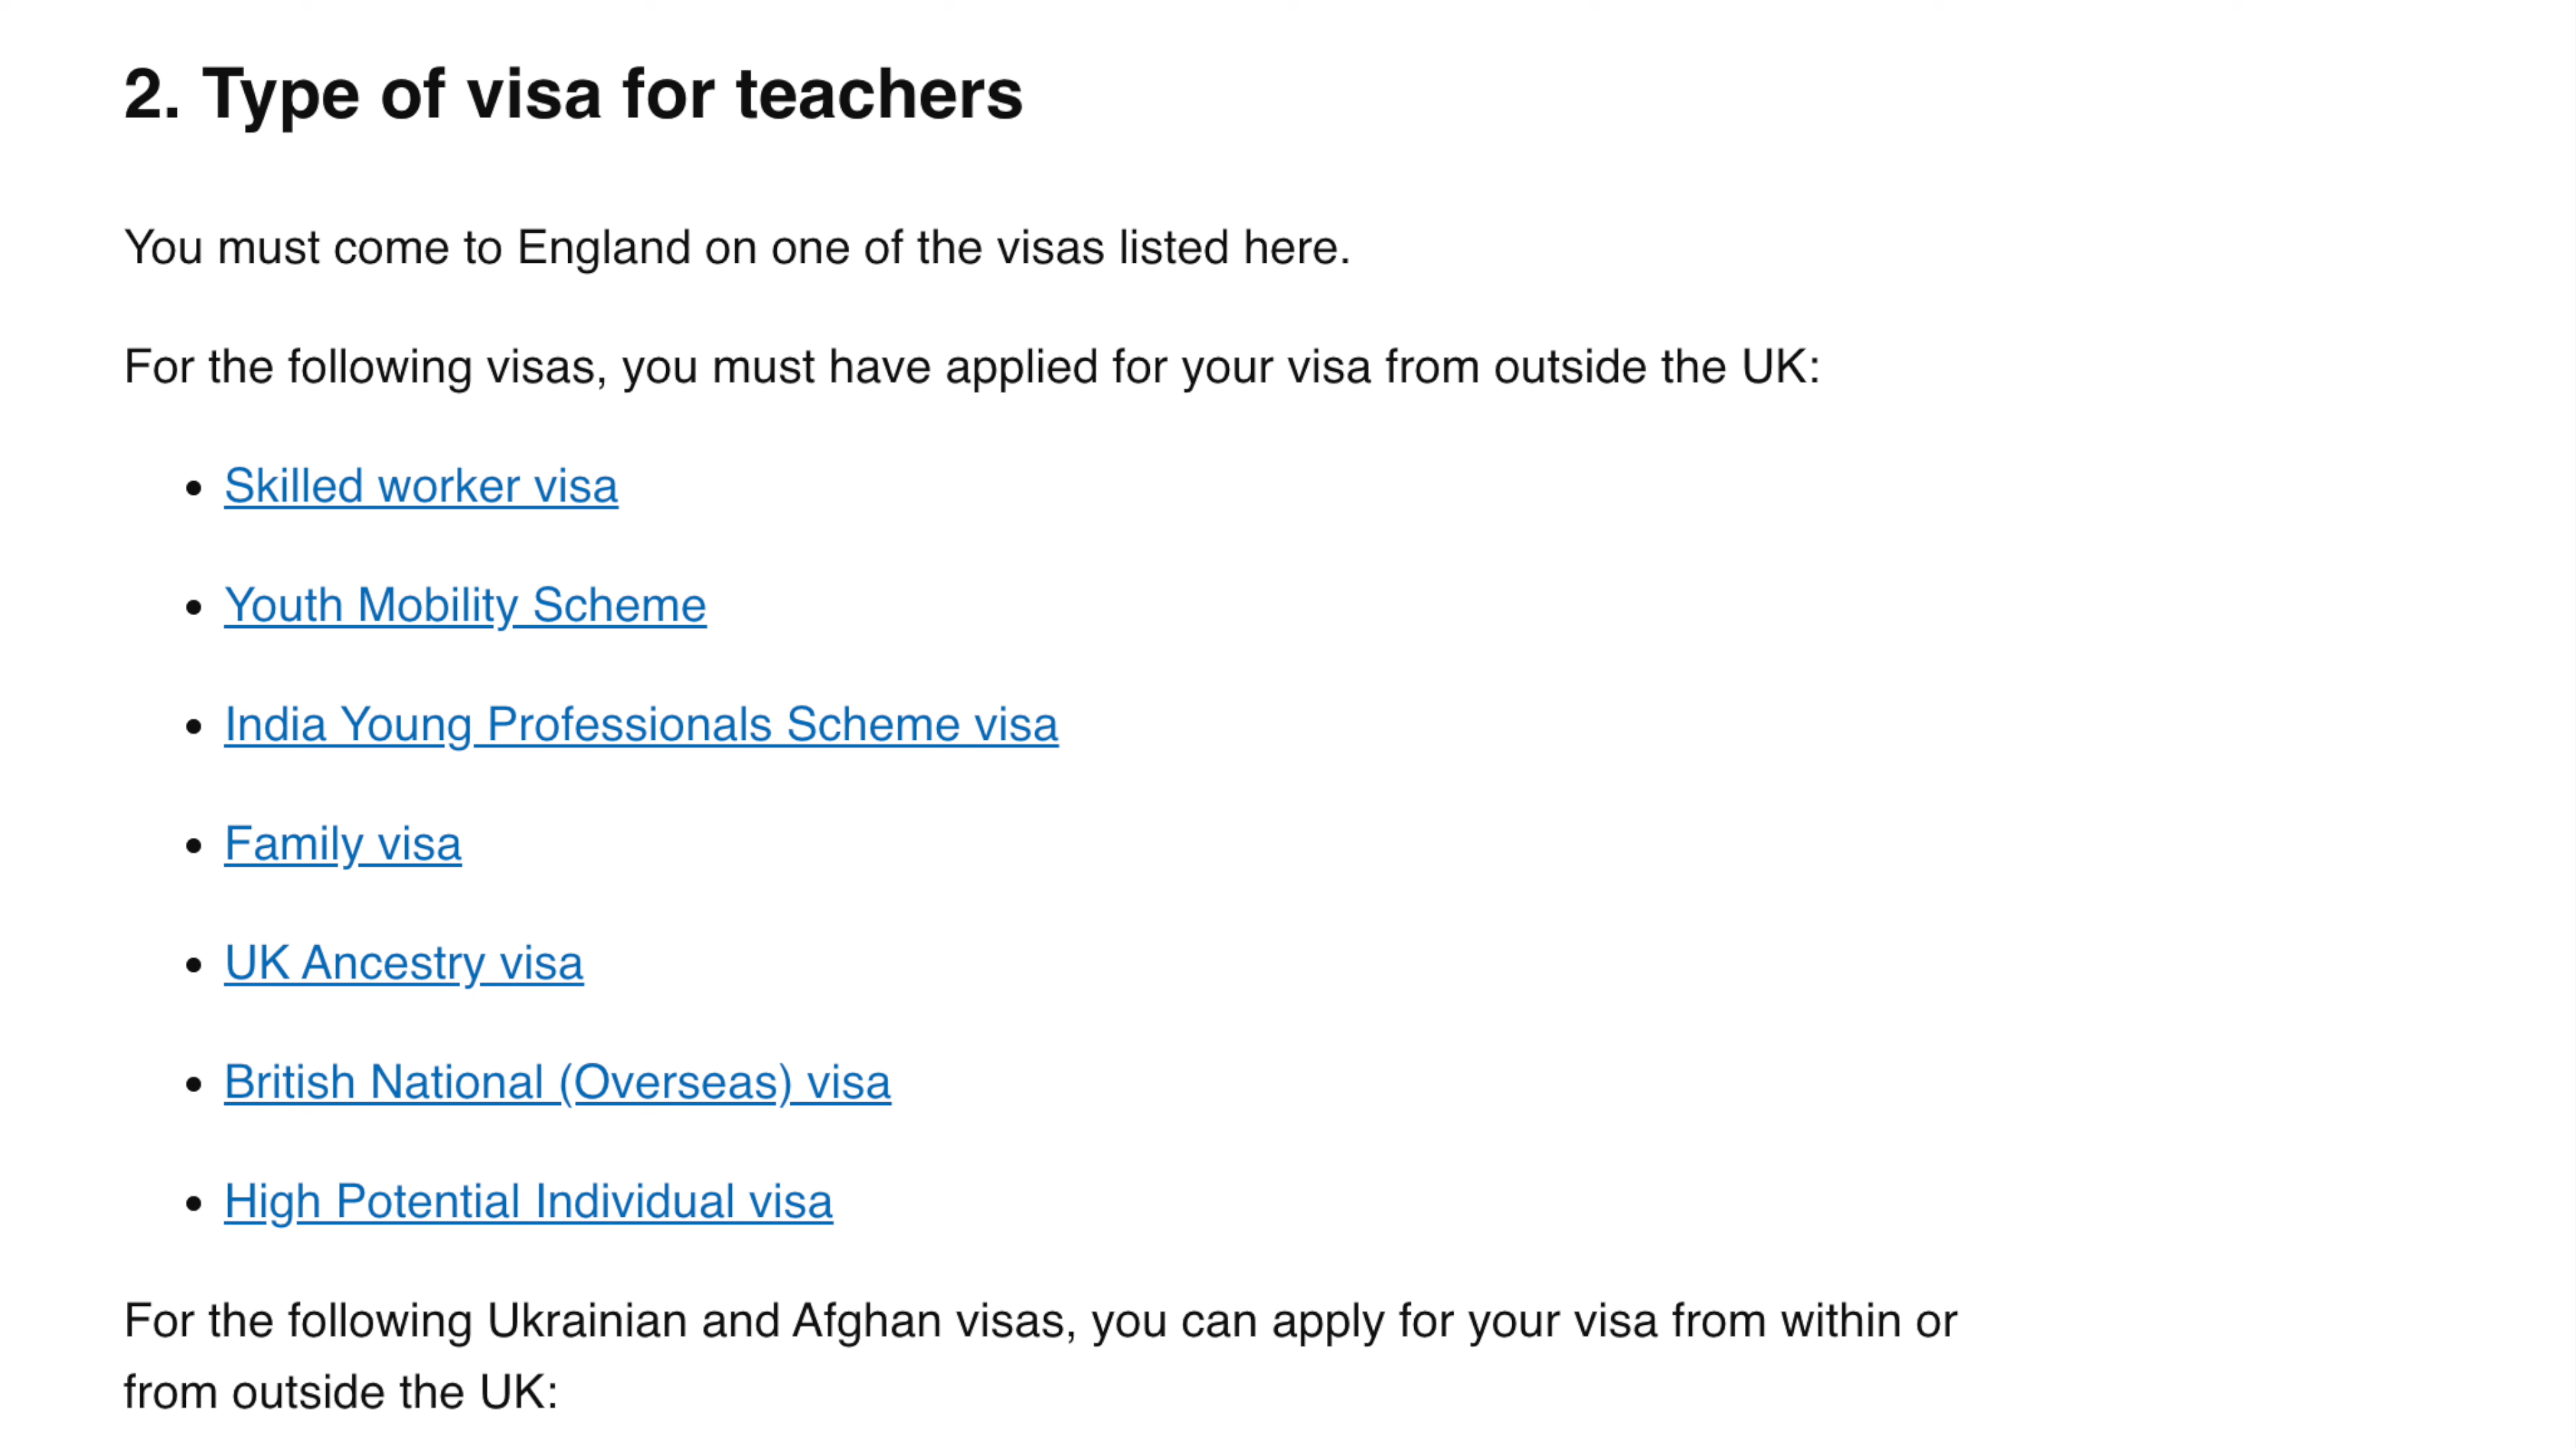 2. Type of visa for teachers
You must come to England on one of the visas listed here.
For the following visas, you must have applied for your visa from outside the UK:
• Skilled worker visa
• Youth Mobility Scheme
• India Young Professionals Scheme visa
• Family visa
• UK Ancestry visa
• British National (Overseas) visa
• High Potential Individual visa
For the following Ukrainian and Afghan visas, you can apply for your visa from within or
from outside the UK: